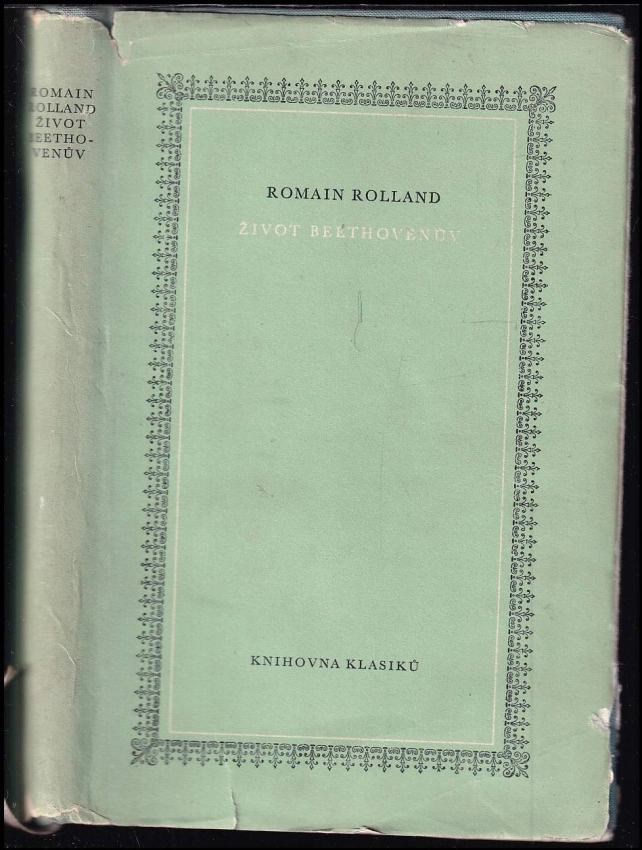 ROMAIN
ROLLAND
ŽIVOT
BEETHO-
VENŮV
ROMAIN ROLLAND
ŽIVOT BEETHOVENŮV
KNIHOVNA KLASIKŮ